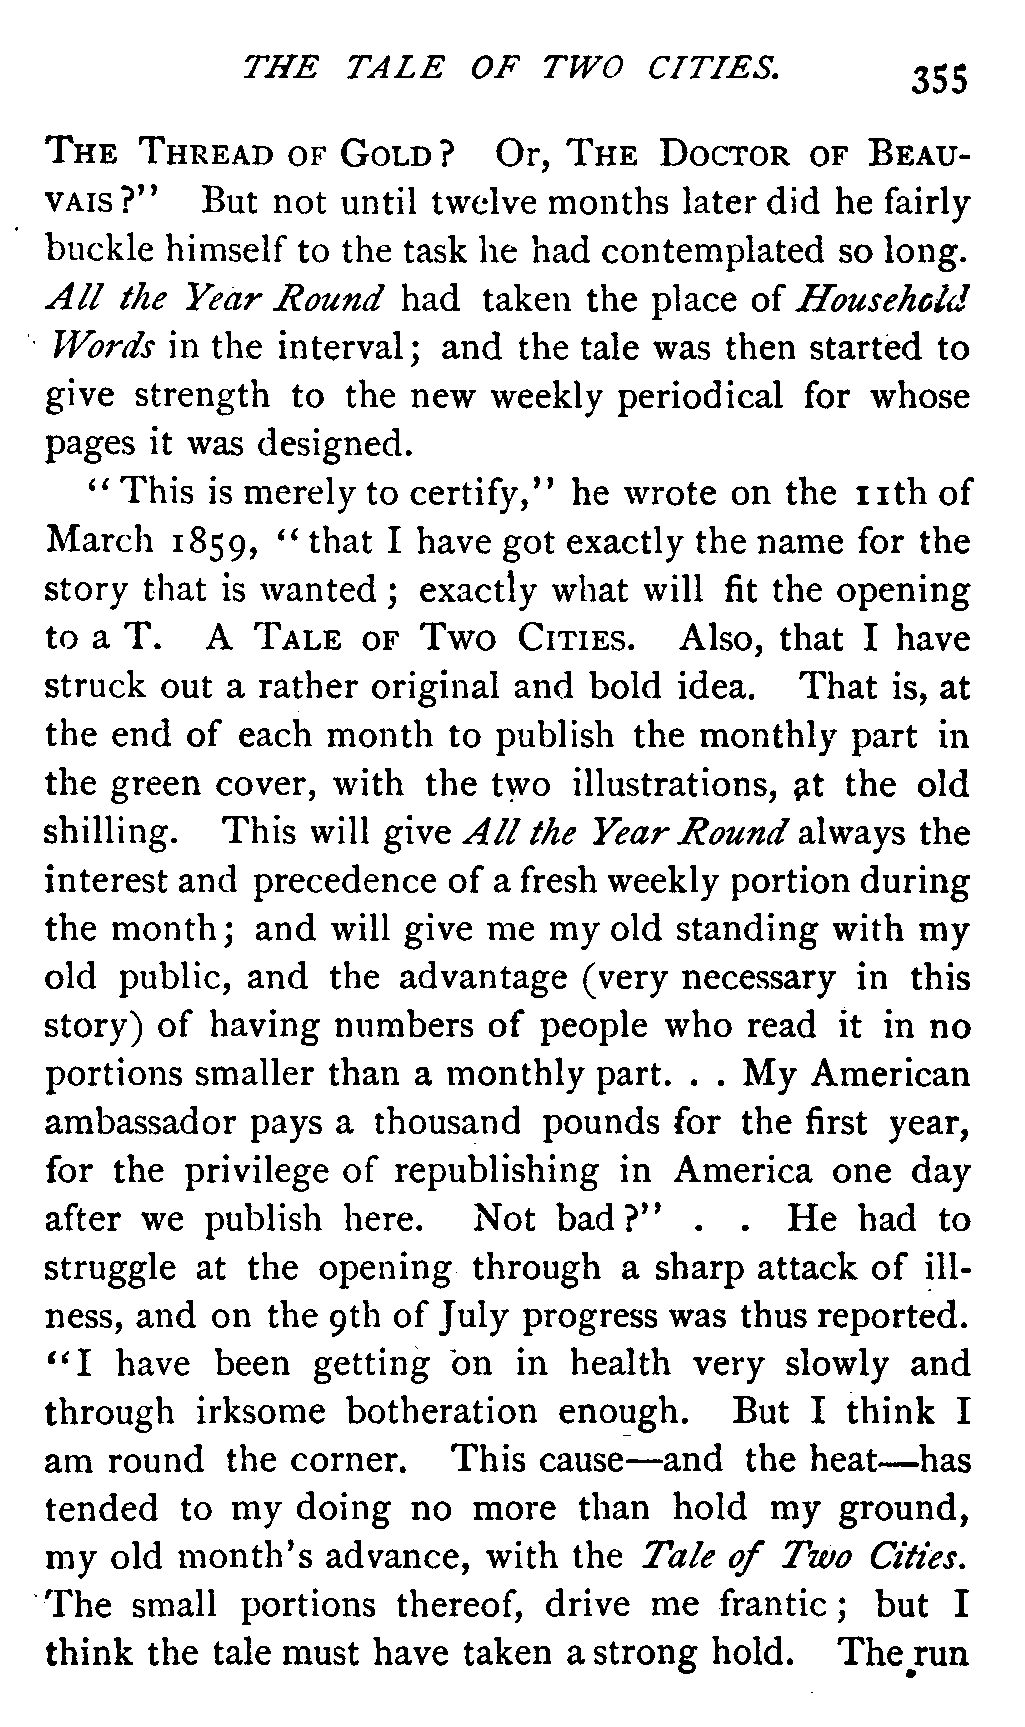 THE TALE OF TWO CITIES. 355
THE THREAD OF GOLD? Or, THE DOCTOR OF BEAU-
VAIS?" But not until twelve months later did he fairly
buckle himself to the task he had contemplated so long.
All the Year Round had taken the place of Household
Words in the interval; and the tale was then started to
give strength to the new weekly periodical for whose
pages it was designed.
"This is merely to certify," he wrote on the 11th of
March 1859, "that I have got exactly the name for the
story that is wanted; exactly what will fit the opening
to a T. A TALE OF TWO CITIES. Also, that I have
struck out a rather original and bold idea. That is, at
the end of each month to publish the monthly part in
the green cover, with the two illustrations, at the old
shilling. This will give All the Year Round always the
interest and precedence of a fresh weekly portion during
the month; and will give me my old standing with my
old public, and the advantage (very necessary in this
story) of having numbers of people who read it in no
portions smaller than a monthly part. . . My American
ambassador pays a thousand pounds for the first year,
for the privilege of republishing in America one day
after we publish here. Not bad?" . . He had to
struggle at the opening through a sharp attack of ill-
ness, and on the 9th of July progress was thus reported.
"I have been getting on in health very slowly and
through irksome botheration enough. But I think I
am round the corner. This cause—and the heat—has
tended to my doing no more than hold my ground,
my old month's advance, with the Tale of Two Cities.
The small portions thereof, drive me frantic; but I
think the tale must have taken a strong hold. The run